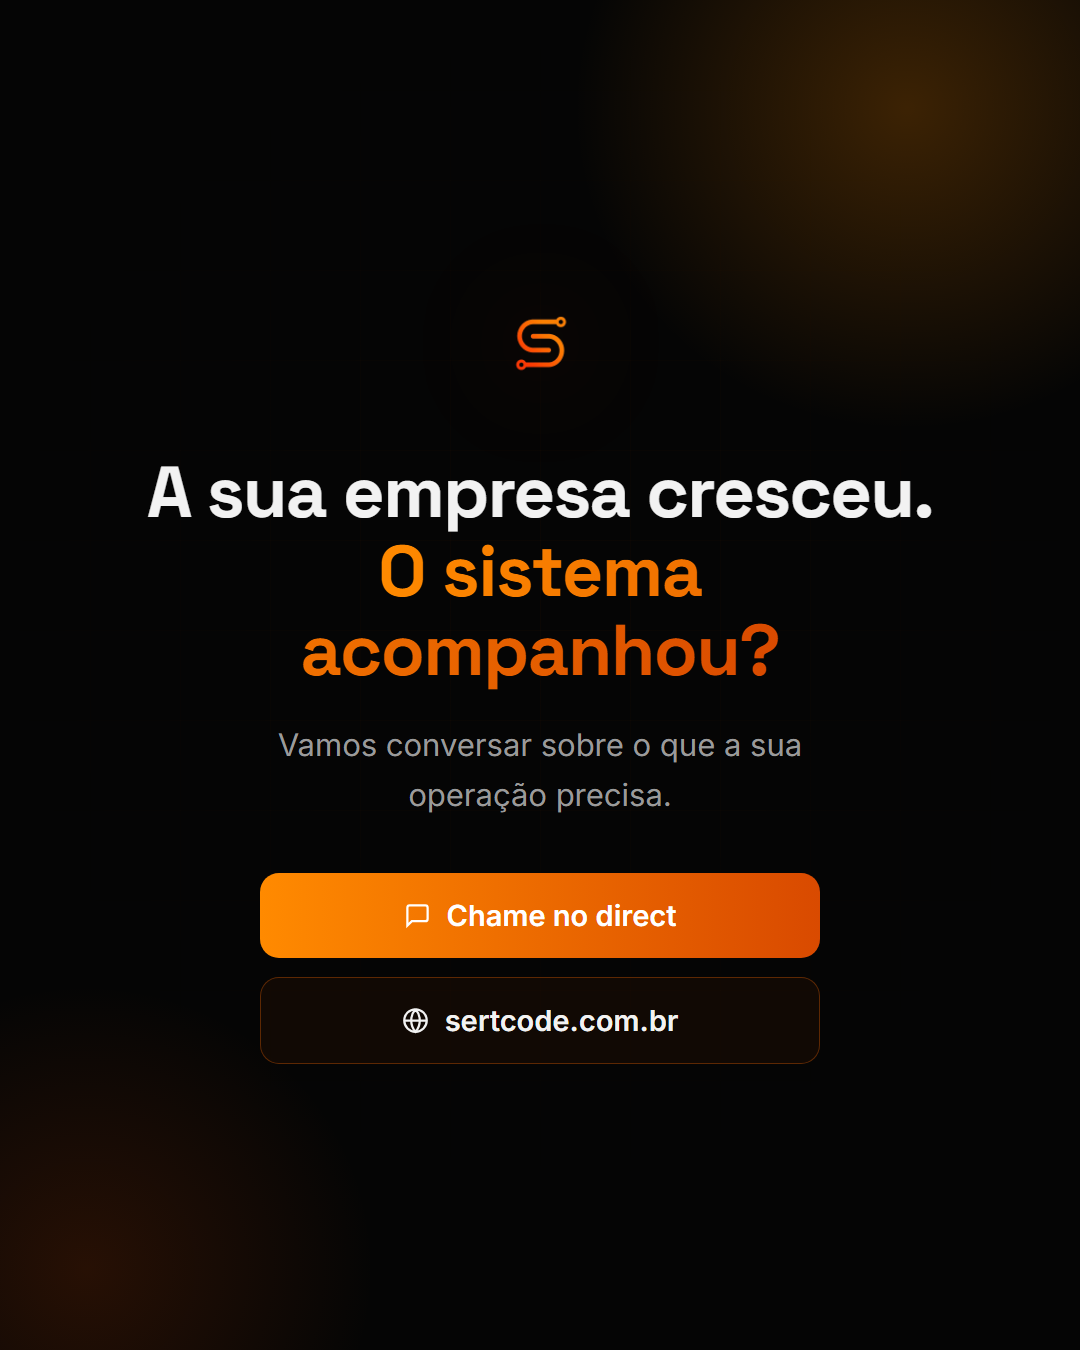 A sua empresa cresceu.
O sistema
acompanhou?
Vamos conversar sobre o que a sua
operação precisa.
Chame no direct
sertcode.com.br